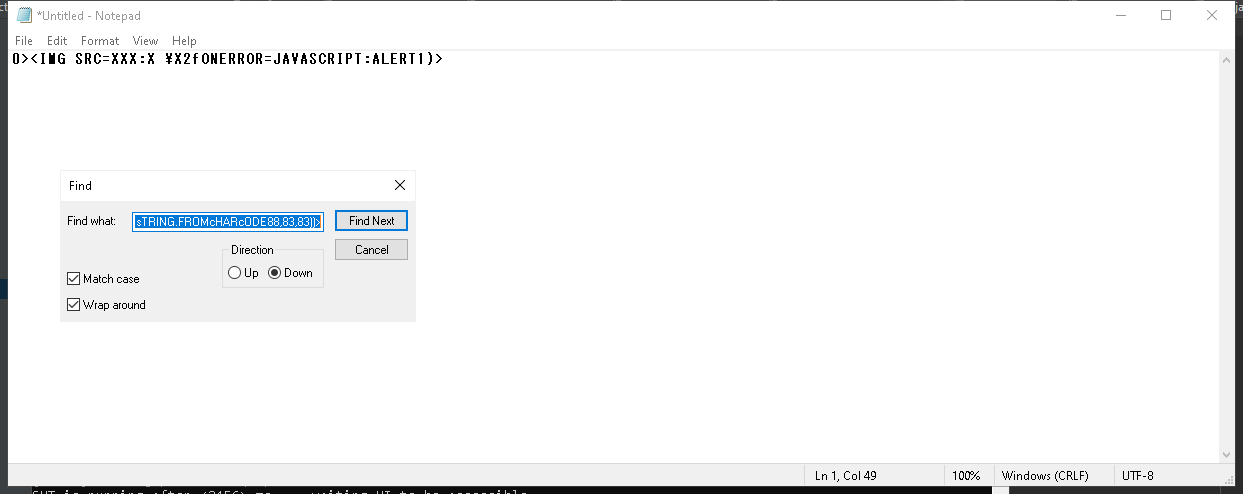 *Untitled - Notepad
File Edit Format View Help
0><IMG SRC=XXX:X ¥X2fONERROR=JAVASCRIPT:ALERT1)>
Find
Find what: sTRING.FROMcHARcODE88,83,83))> Find Next
Direction Cancel
Up Down
Match case
Wrap around
Ln 1, Col 49 100% Windows (CRLF) UTF-8